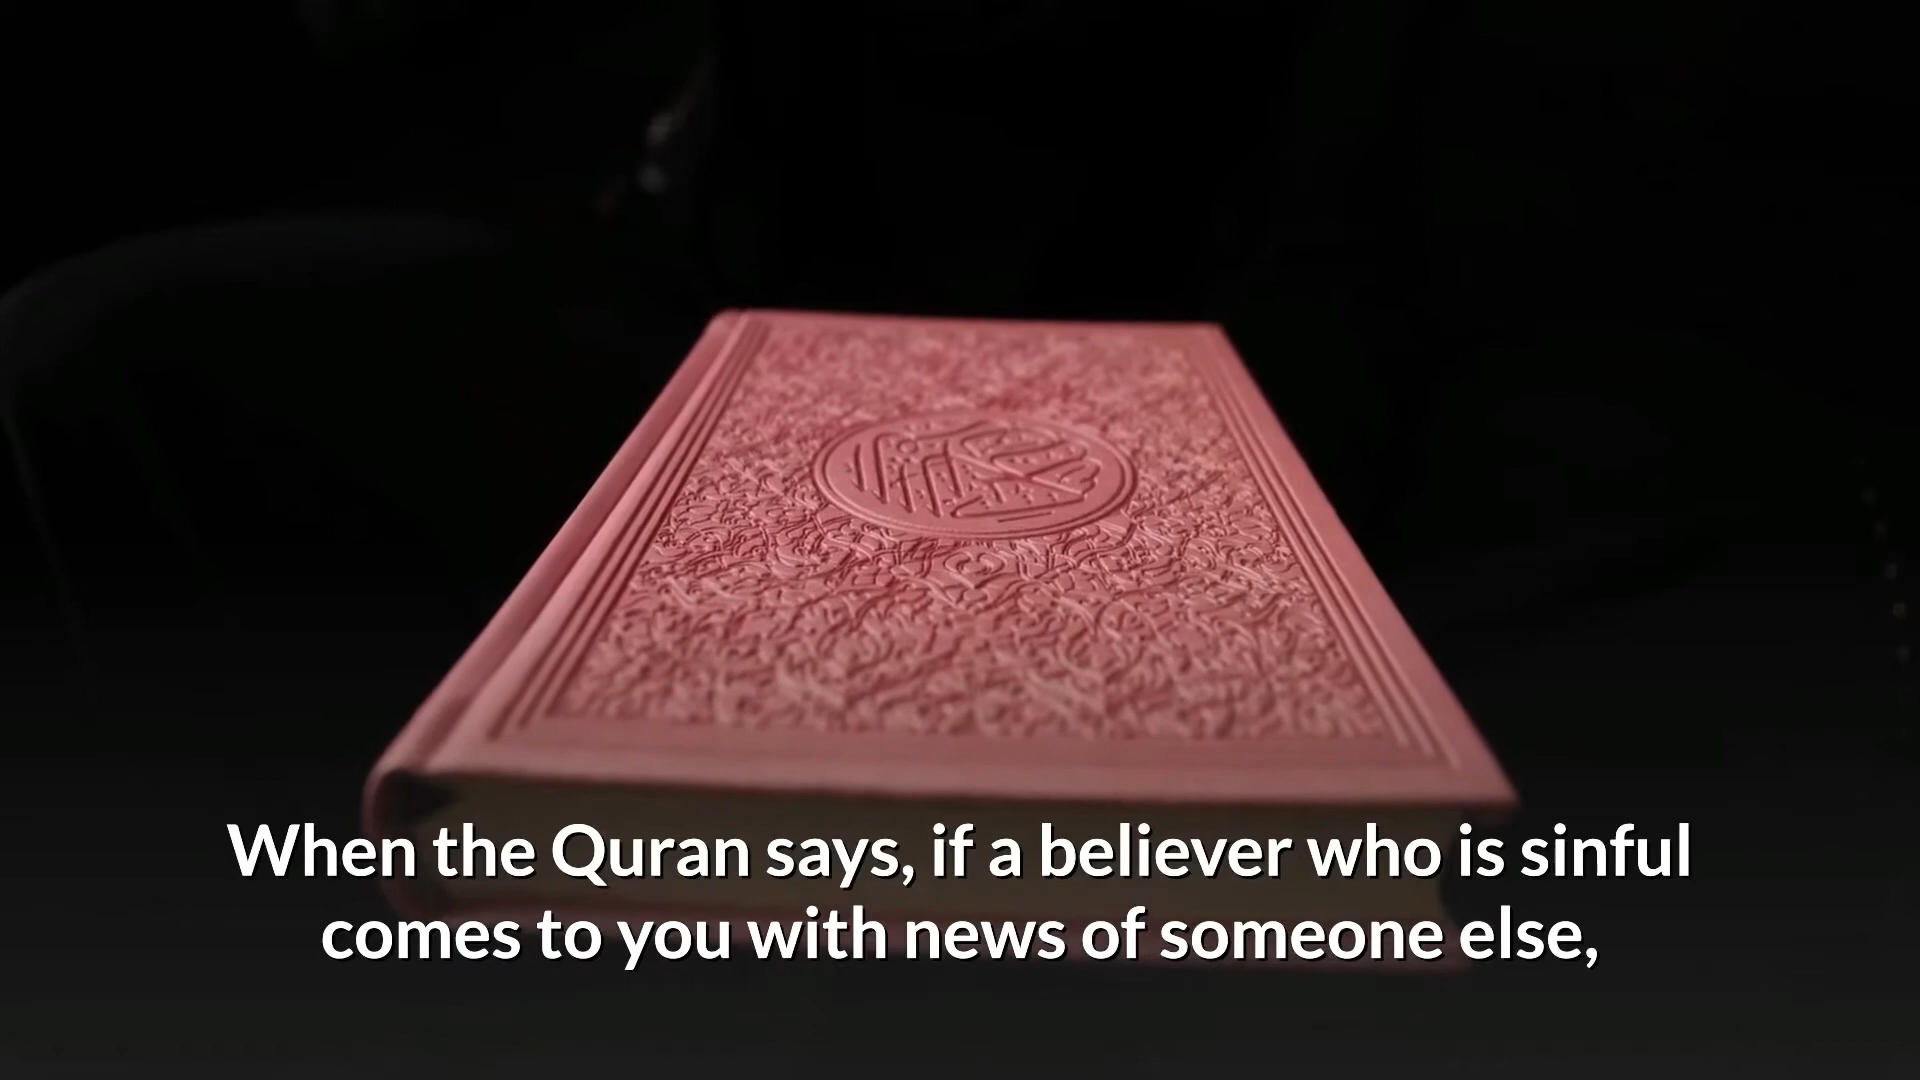 When the Quran says, if a believer who is sinful
comes to you with news of someone else,